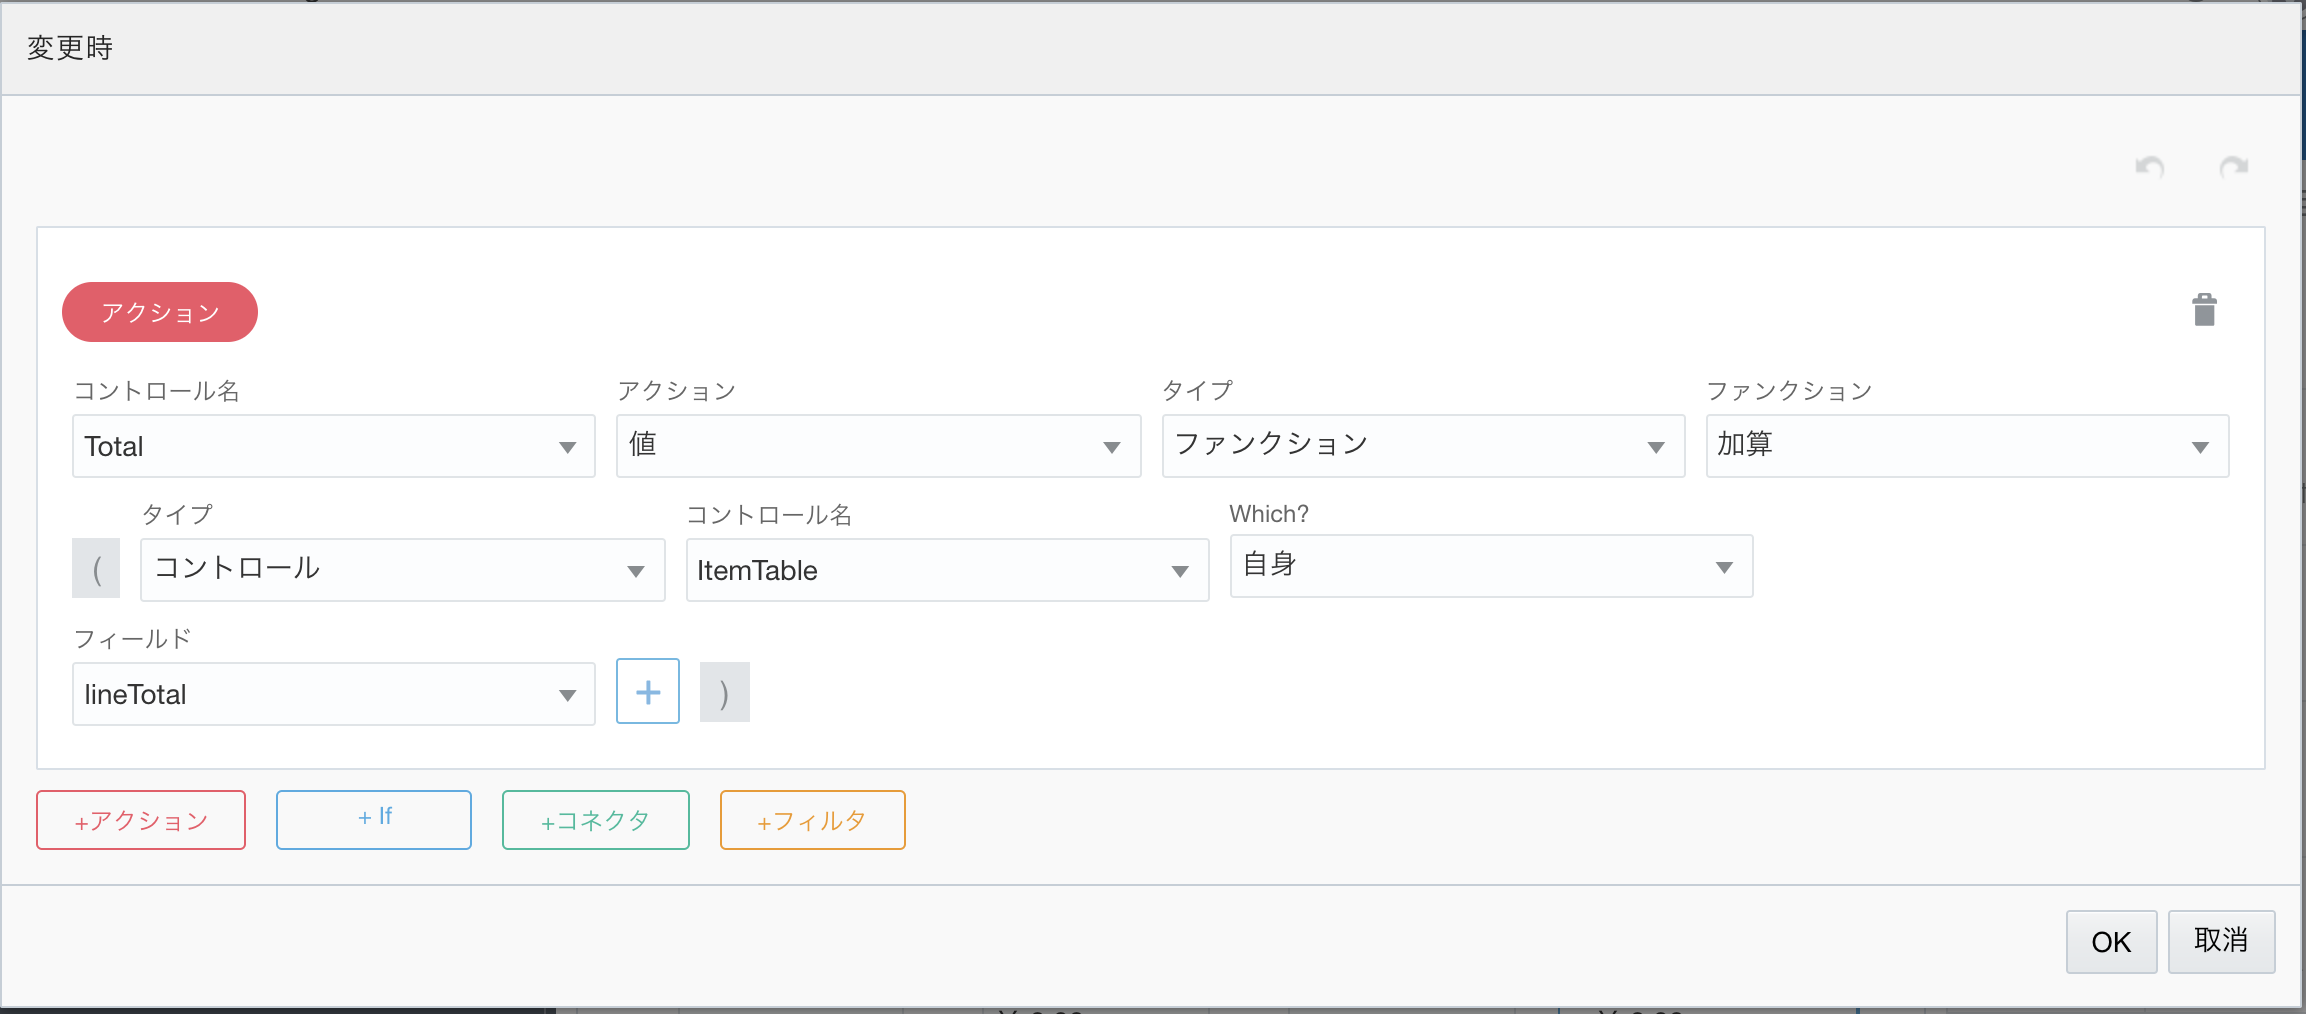 変更時
アクション
コントロール名 アクション タイプ ファンクション
Total 値 ファンクション 加算
タイプ コントロール名 Which?
( コントロール ItemTable 自身
フィールド
lineTotal + )
+アクション + If +コネクタ +フィルタ
OK 取消